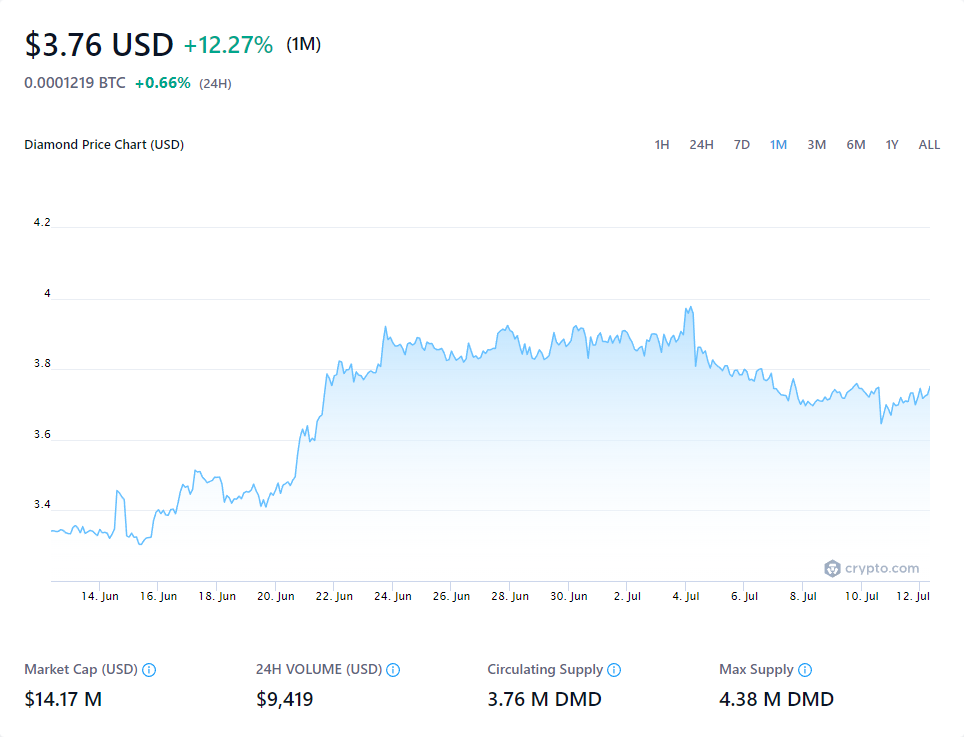 $3.76 USD +12.27% (1M)
0.0001219 BTC +0.66% (24H)
Diamond Price Chart (USD) 1H 24H 7D 1M 3M 6M 1Y ALL
4.2
4
3.8
3.6
3.4
crypto.com
14. Jun 16. Jun 18. Jun 20. Jun 22. Jun 24. Jun 26. Jun 28. Jun 30. Jun 2. Jul 4. Jul 6. Jul 8. Jul 10. Jul 12. Jul
Market Cap (USD) 24H VOLUME (USD) Circulating Supply Max Supply
$14.17 M $9,419 3.76 M DMD 4.38 M DMD